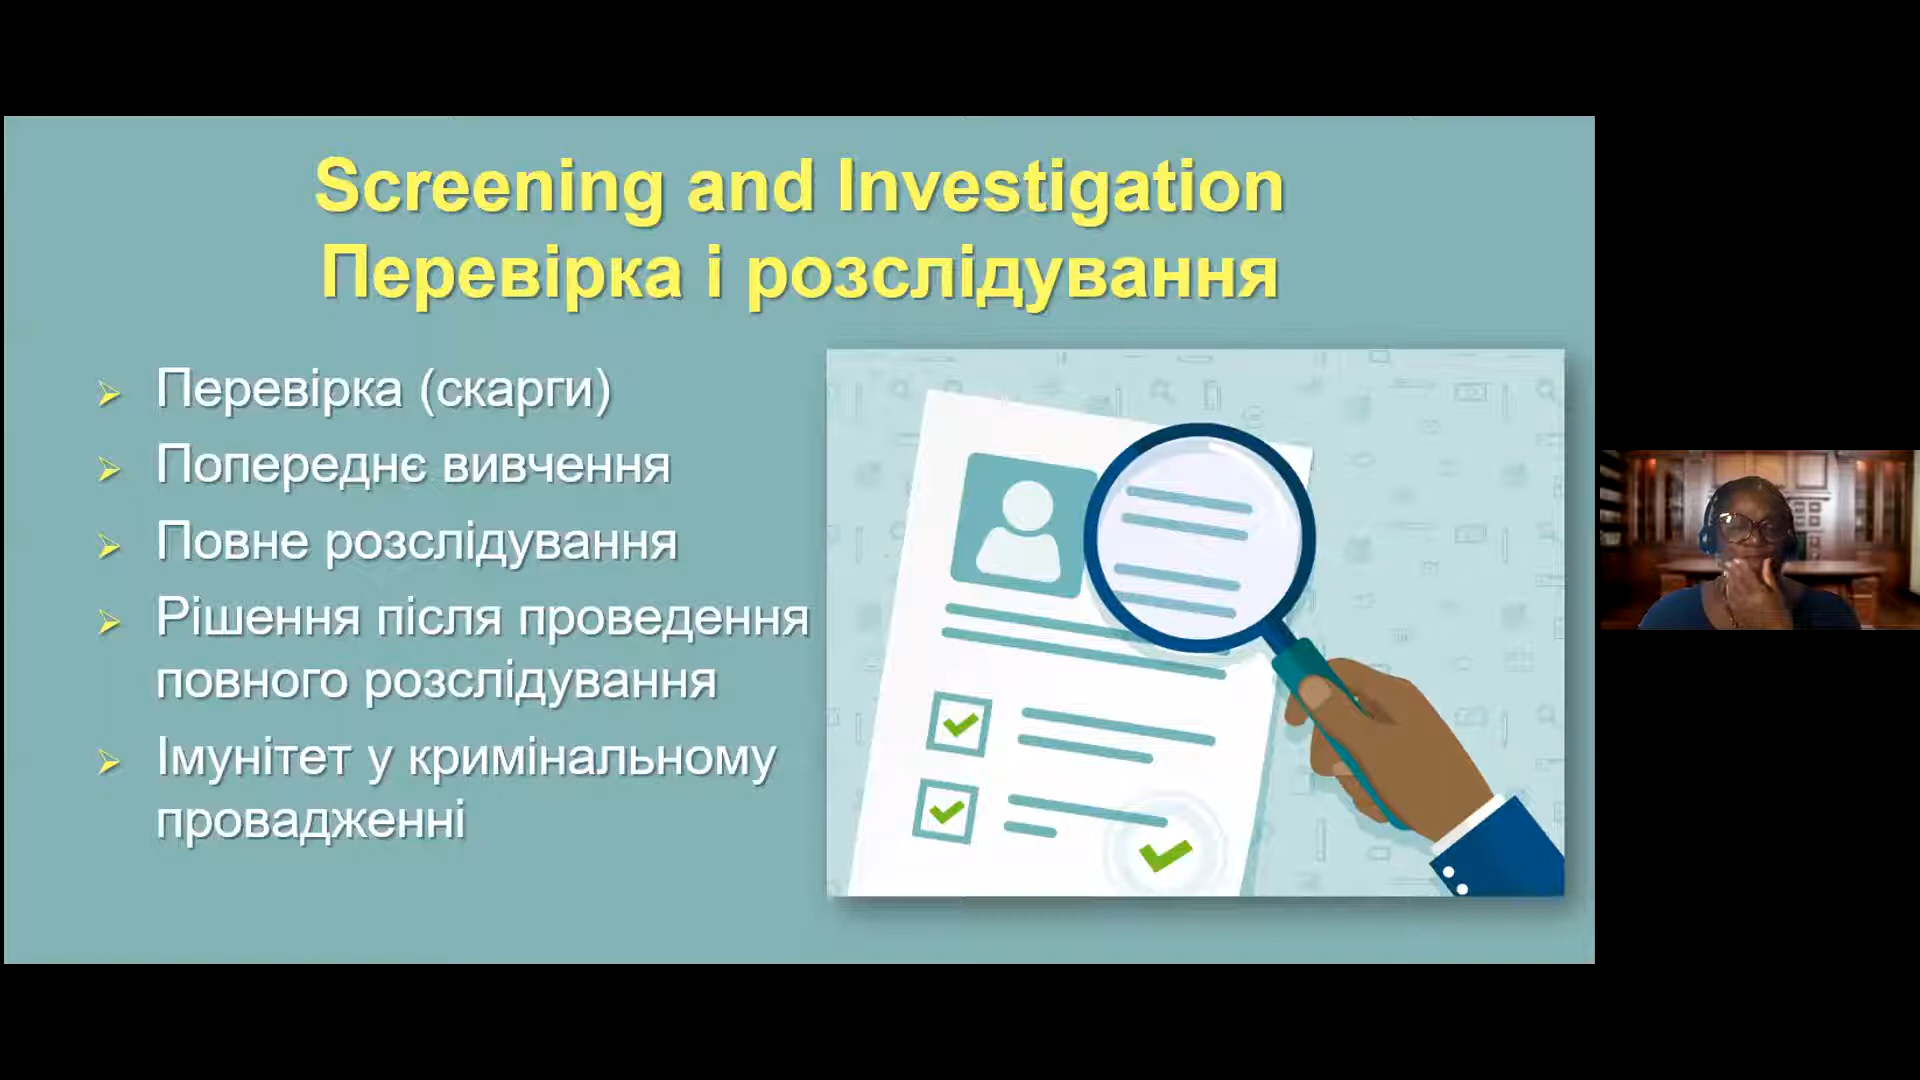 Screening and Investigation
Перевірка і розслідування
Перевірка (скарги)
Попереднє вивчення
Повне розслідування
Рішення після проведення
повного розслідування
Імунітет у кримінальному
провадженні